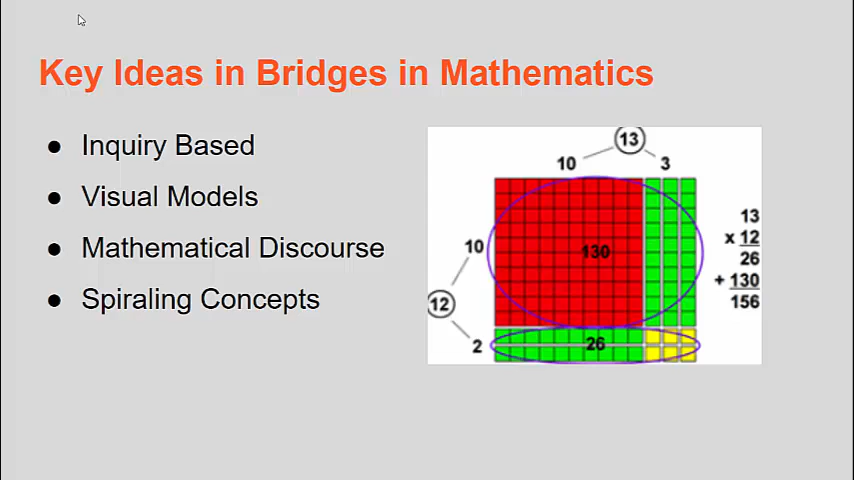 Key Ideas in Bridges in Mathematics
● Inquiry Based
● Visual Models
● Mathematical Discourse
● Spiraling Concepts
13
10 3
10
130
12
2
26
13
x 12
26
+ 130
156